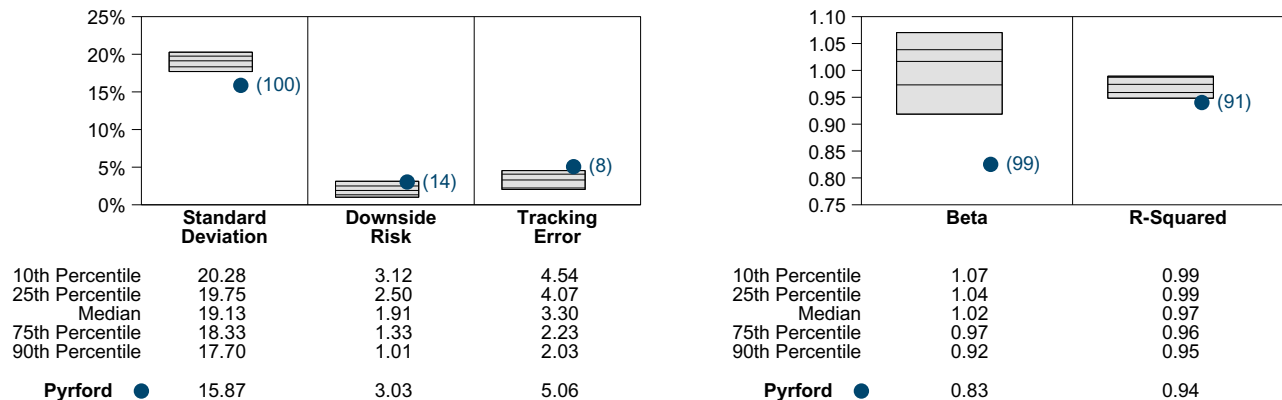 25%
20%
15%
10%
5%
0%
(100)
(14)
(8)
Standard Deviation
Downside Risk
Tracking Error
10th Percentile 20.28 3.12 4.54
25th Percentile 19.75 2.50 4.07
Median 19.13 1.91 3.30
75th Percentile 18.33 1.33 2.23
90th Percentile 17.70 1.01 2.03
Pyrford 15.87 3.03 5.06
1.10
1.05
1.00
0.95
0.90
0.85
0.80
0.75
(99)
(91)
Beta
R-Squared
10th Percentile 1.07 0.99
25th Percentile 1.04 0.99
Median 1.02 0.97
75th Percentile 0.97 0.96
90th Percentile 0.92 0.95
Pyrford 0.83 0.94